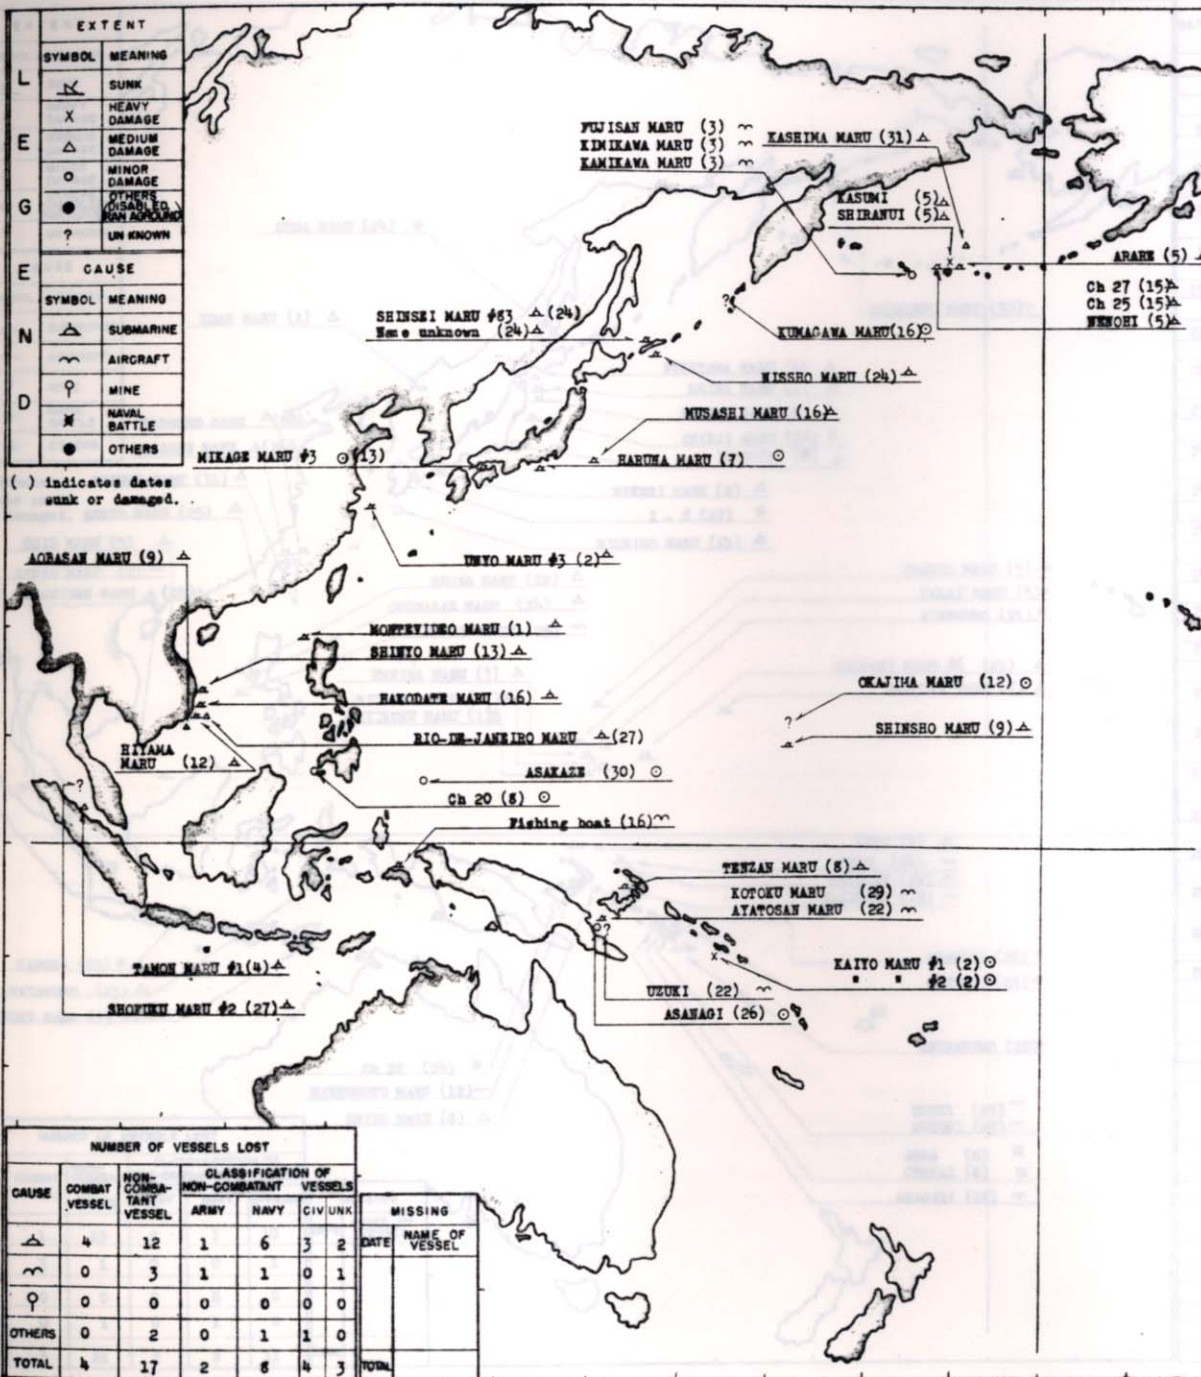 EXTENT
SYMBOL MEANING
SUNK
X HEAVY DAMAGE
△ MEDIUM DAMAGE
○ MINOR DAMAGE
● OTHERS (DISABLED, RAN AGROUND)
? UN KNOWN
LEGEND
CAUSE
SYMBOL MEANING
SUBMARINE
AIRCRAFT
MINE
NAVAL BATTLE
● OTHERS
( ) indicates dates
sunk or damaged.
FUJISAN MARU (3)
KIMIKAWA MARU (3)
KAMIKAWA MARU (3)
KASHIMA MARU (31)
KASUMI (5)
SHIRANUI (5)
ARARE (5)
Ch 27 (15)
Ch 25 (15)
NENOHI (5)
SHINSEI MARU #83 (24)
Name unknown (24)
KUMAGAWA MARU(16)
KISSHO MARU (24)
MUSASHI MARU (16)
MIKAGE MARU #3 (13)
HARUNA MARU (7)
AOBASAN MARU (9)
UNYO MARU #3 (2)
MONTEVIDEO MARU (1)
SHINYO MARU (13)
HAKODATE MARU (16)
OKAJIMA MARU (12)
SHINSHO MARU (9)
RIO-DE-JANEIRO MARU (27)
HIYAMA
MARU (12)
ASAKAZE (30)
Ch 20 (8)
Fishing boat (16)
TENZAN MARU (8)
KOTOKU MARU (29)
AYATOSAN MARU (22)
TAMON MARU #1(4)
KAIYO MARU #1 (2)
" " #2 (2)
UZUKI (22)
SHOFUKU MARU #2 (27)
ASANAGI (26)
NUMBER OF VESSELS LOST
CAUSE COMBAT VESSEL NON-COMBATANT VESSEL CLASSIFICATION OF NON-COMBATANT VESSELS
ARMY NAVY CIV UNK
4 12 1 6 3 2
0 3 1 1 0 1
0 0 0 0 0 0
OTHERS 0 2 0 1 1 0
TOTAL 4 17 2 8 4 3
MISSING
DATE NAME OF VESSEL
TOTAL